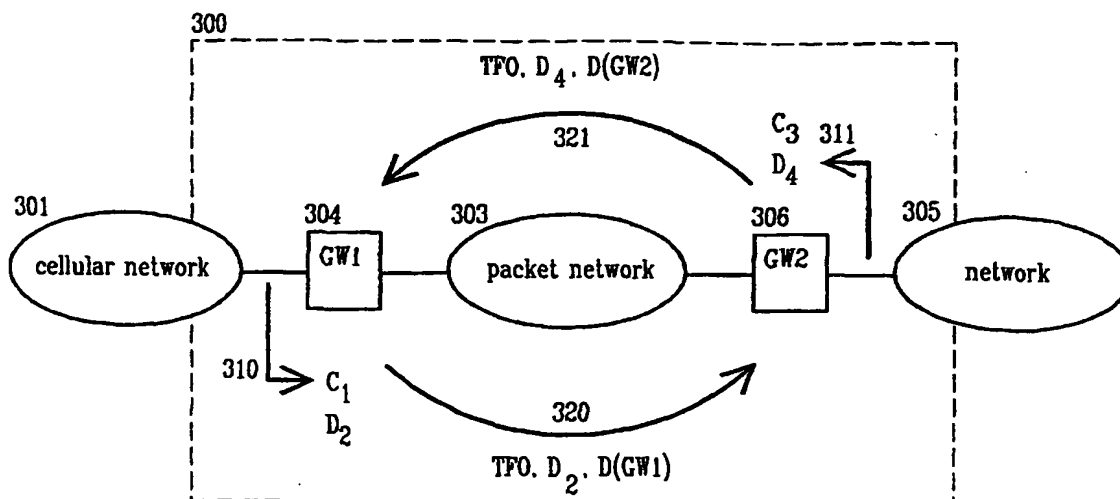 300
TFO, D4, D(GW2)
321
C3 311
D4
301
304
303
306
305
cellular network
GW1
packet network
GW2
network
310
C1
D2
320
TFO, D2, D(GW1)